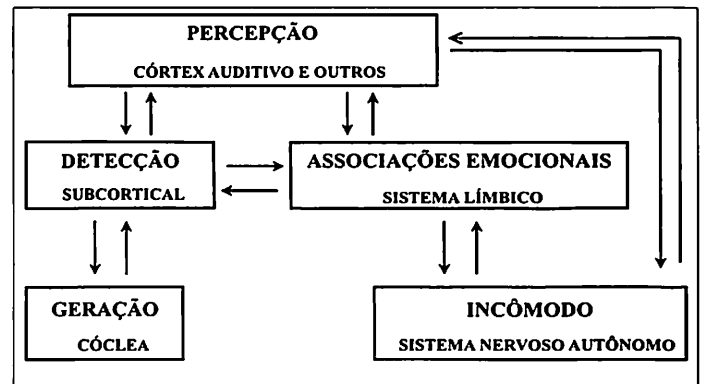 PERCEPÇÃO
CÓRTEX AUDITIVO E OUTROS
DETECÇÃO
SUBCORTICAL
ASSOCIAÇÕES EMOCIONAIS
SISTEMA LÍMBICO
GERAÇÃO
CÓCLEA
INCÔMODO
SISTEMA NERVOSO AUTÔNOMO